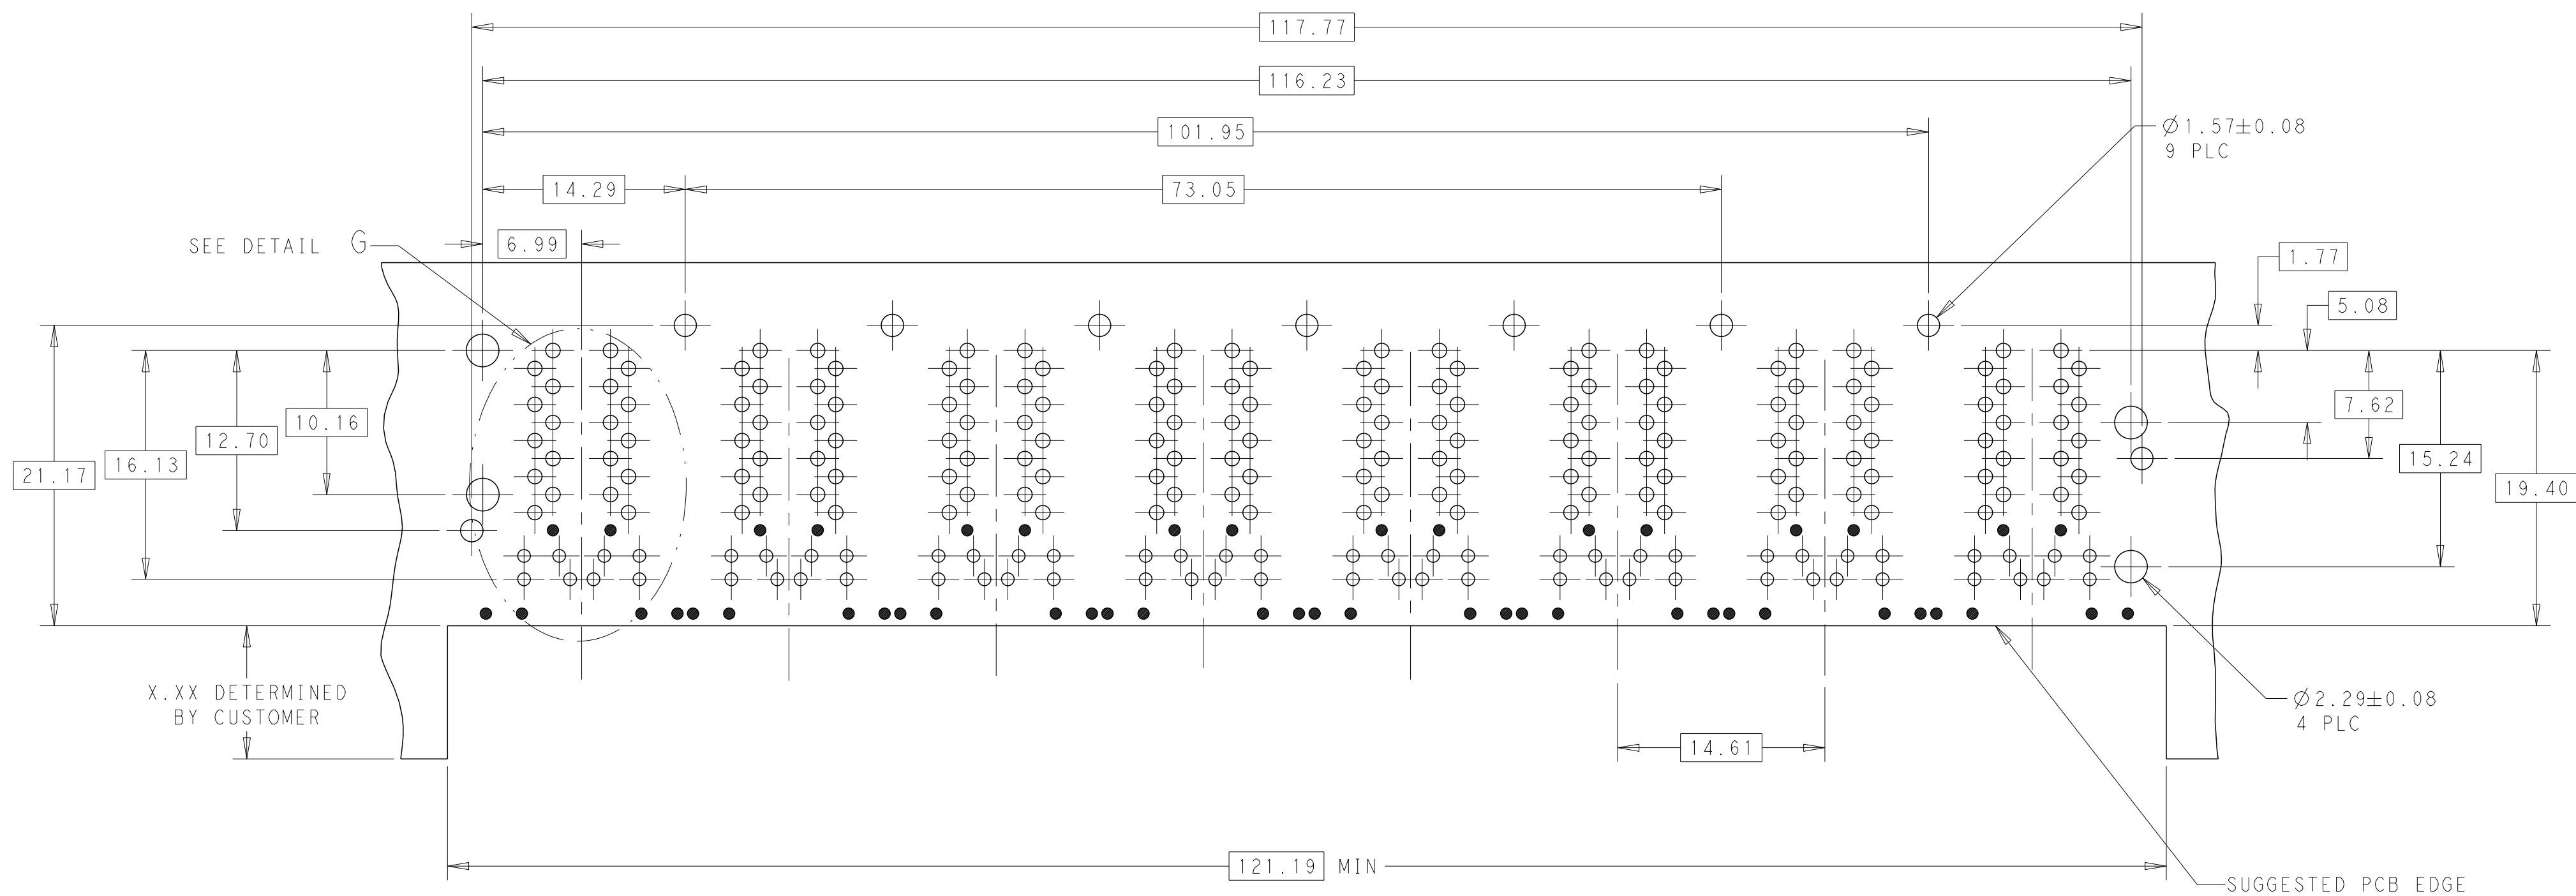 117.77
116.23
101.95
Ø1.57±0.08
9 PLC
14.29
73.05
SEE DETAIL G
6.99
1.77
5.08
10.16
7.62
12.70
15.24
16.13
21.17
19.40
X.XX DETERMINED
BY CUSTOMER
Ø2.29±0.08
4 PLC
14.61
121.19 MIN
SUGGESTED PCB EDGE